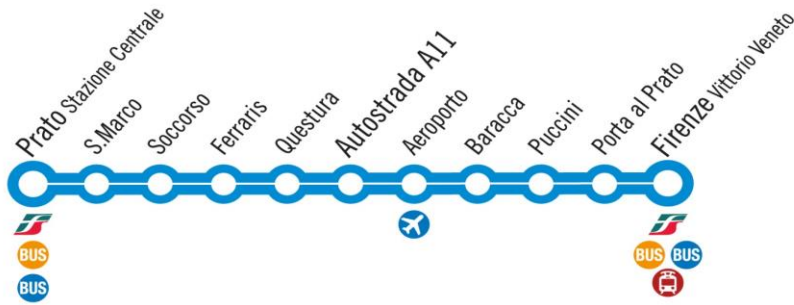 Prato Stazione Centrale
S.Marco
Soccorso
Ferraris
Questura
Autostrada A11
Aeroporto
Baracca
Puccini
Porta al Prato
Firenze Vittorio Veneto
BUS
BUS
BUS BUS